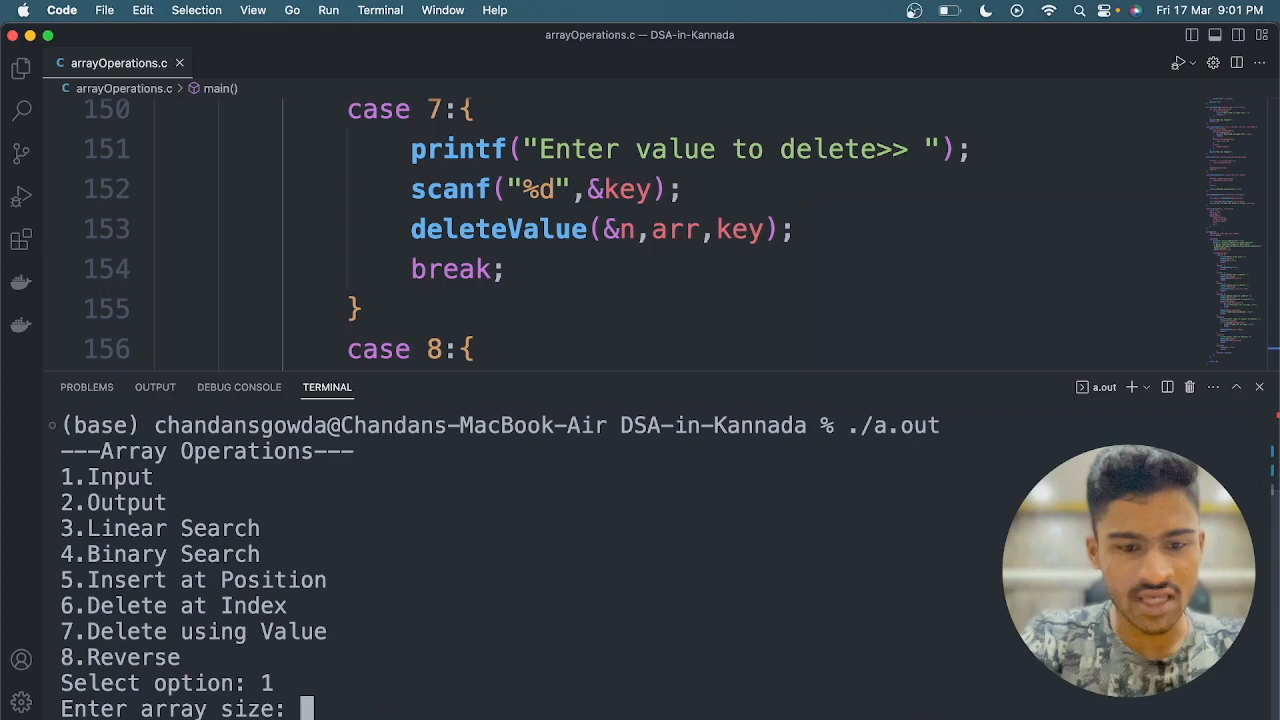 Code File Edit Selection View Go Run Terminal Window Help Fri 17 Mar 9:01 PM
arrayOperations.c — DSA-in-Kannada
C arrayOperations.c
C arrayOperations.c > main()
150 case 7:{
151 printf("Enter value to delete>> ");
152 scanf("%d",&key);
153 deleteValue(&n,arr,key);
154 break;
155 }
156 case 8:{
PROBLEMS OUTPUT DEBUG CONSOLE TERMINAL a.out
(base) chandansgowda@Chandans-MacBook-Air DSA-in-Kannada % ./a.out
---Array Operations---
1.Input
2.Output
3.Linear Search
4.Binary Search
5.Insert at Position
6.Delete at Index
7.Delete using Value
8.Reverse
Select option: 1
Enter array size: